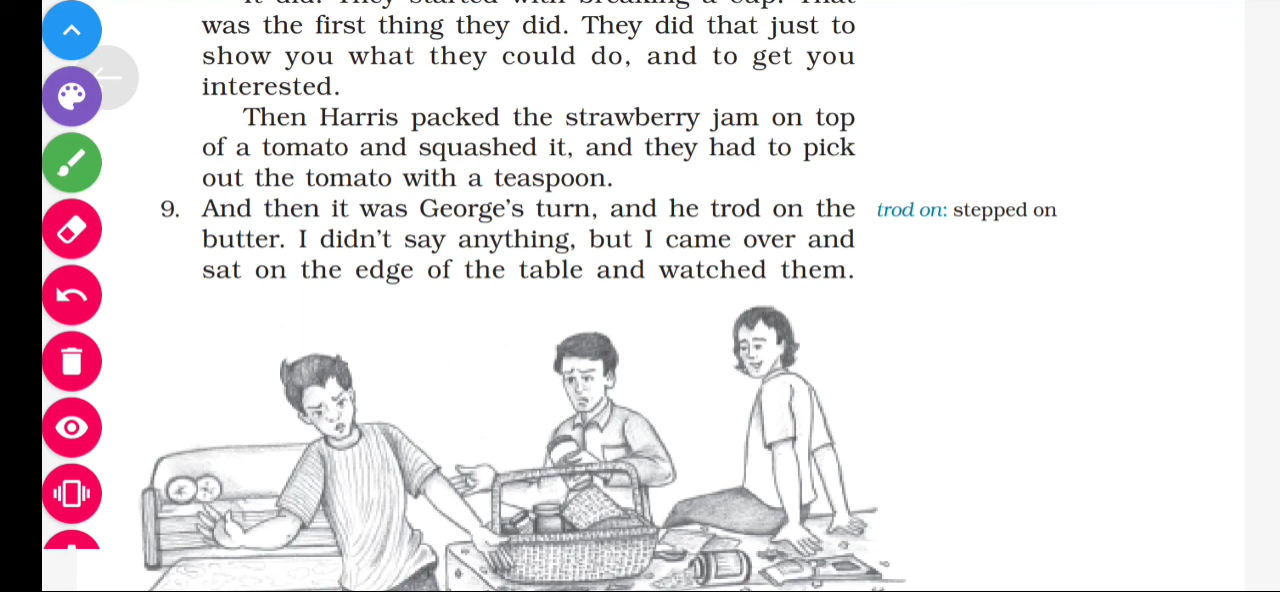 was the first thing they did. They did that just to
show you what they could do, and to get you
interested.
Then Harris packed the strawberry jam on top
of a tomato and squashed it, and they had to pick
out the tomato with a teaspoon.
9. And then it was George’s turn, and he trod on the
trod on: stepped on
butter. I didn’t say anything, but I came over and
sat on the edge of the table and watched them.